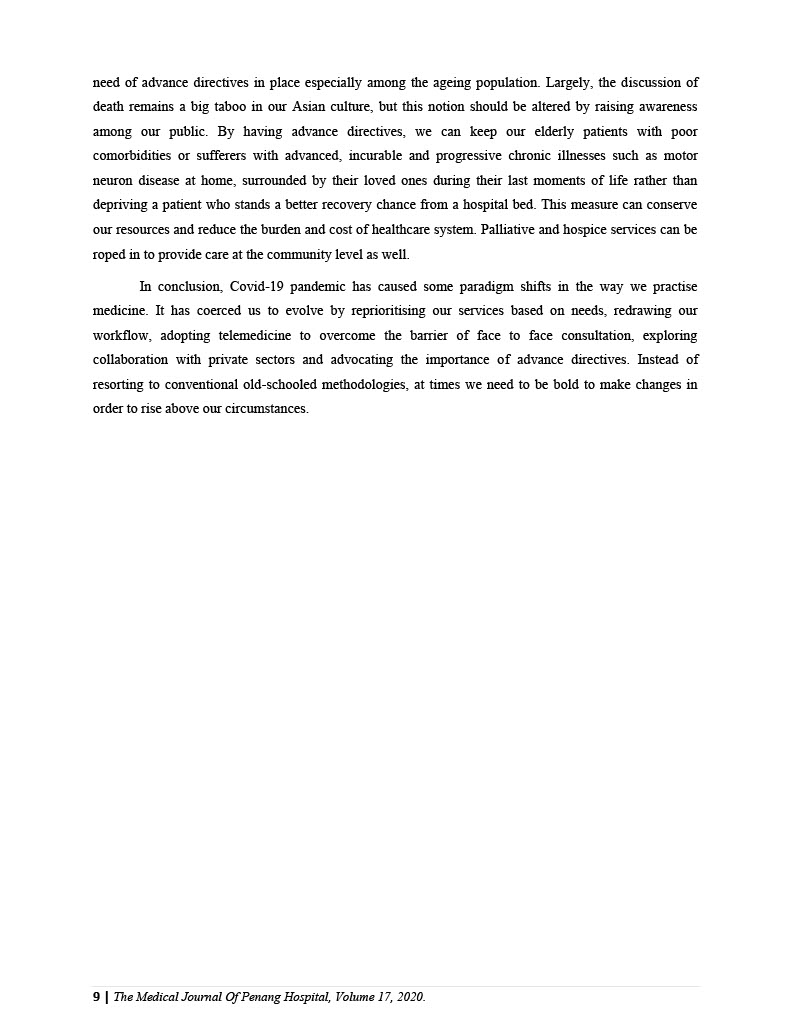 need of advance directives in place especially among the ageing population. Largely, the discussion of
death remains a big taboo in our Asian culture, but this notion should be altered by raising awareness
among our public. By having advance directives, we can keep our elderly patients with poor
comorbidities or sufferers with advanced, incurable and progressive chronic illnesses such as motor
neuron disease at home, surrounded by their loved ones during their last moments of life rather than
depriving a patient who stands a better recovery chance from a hospital bed. This measure can conserve
our resources and reduce the burden and cost of healthcare system. Palliative and hospice services can be
roped in to provide care at the community level as well.
In conclusion, Covid-19 pandemic has caused some paradigm shifts in the way we practise
medicine. It has coerced us to evolve by reprioritising our services based on needs, redrawing our
workflow, adopting telemedicine to overcome the barrier of face to face consultation, exploring
collaboration with private sectors and advocating the importance of advance directives. Instead of
resorting to conventional old-schooled methodologies, at times we need to be bold to make changes in
order to rise above our circumstances.
9 | The Medical Journal Of Penang Hospital, Volume 17, 2020.